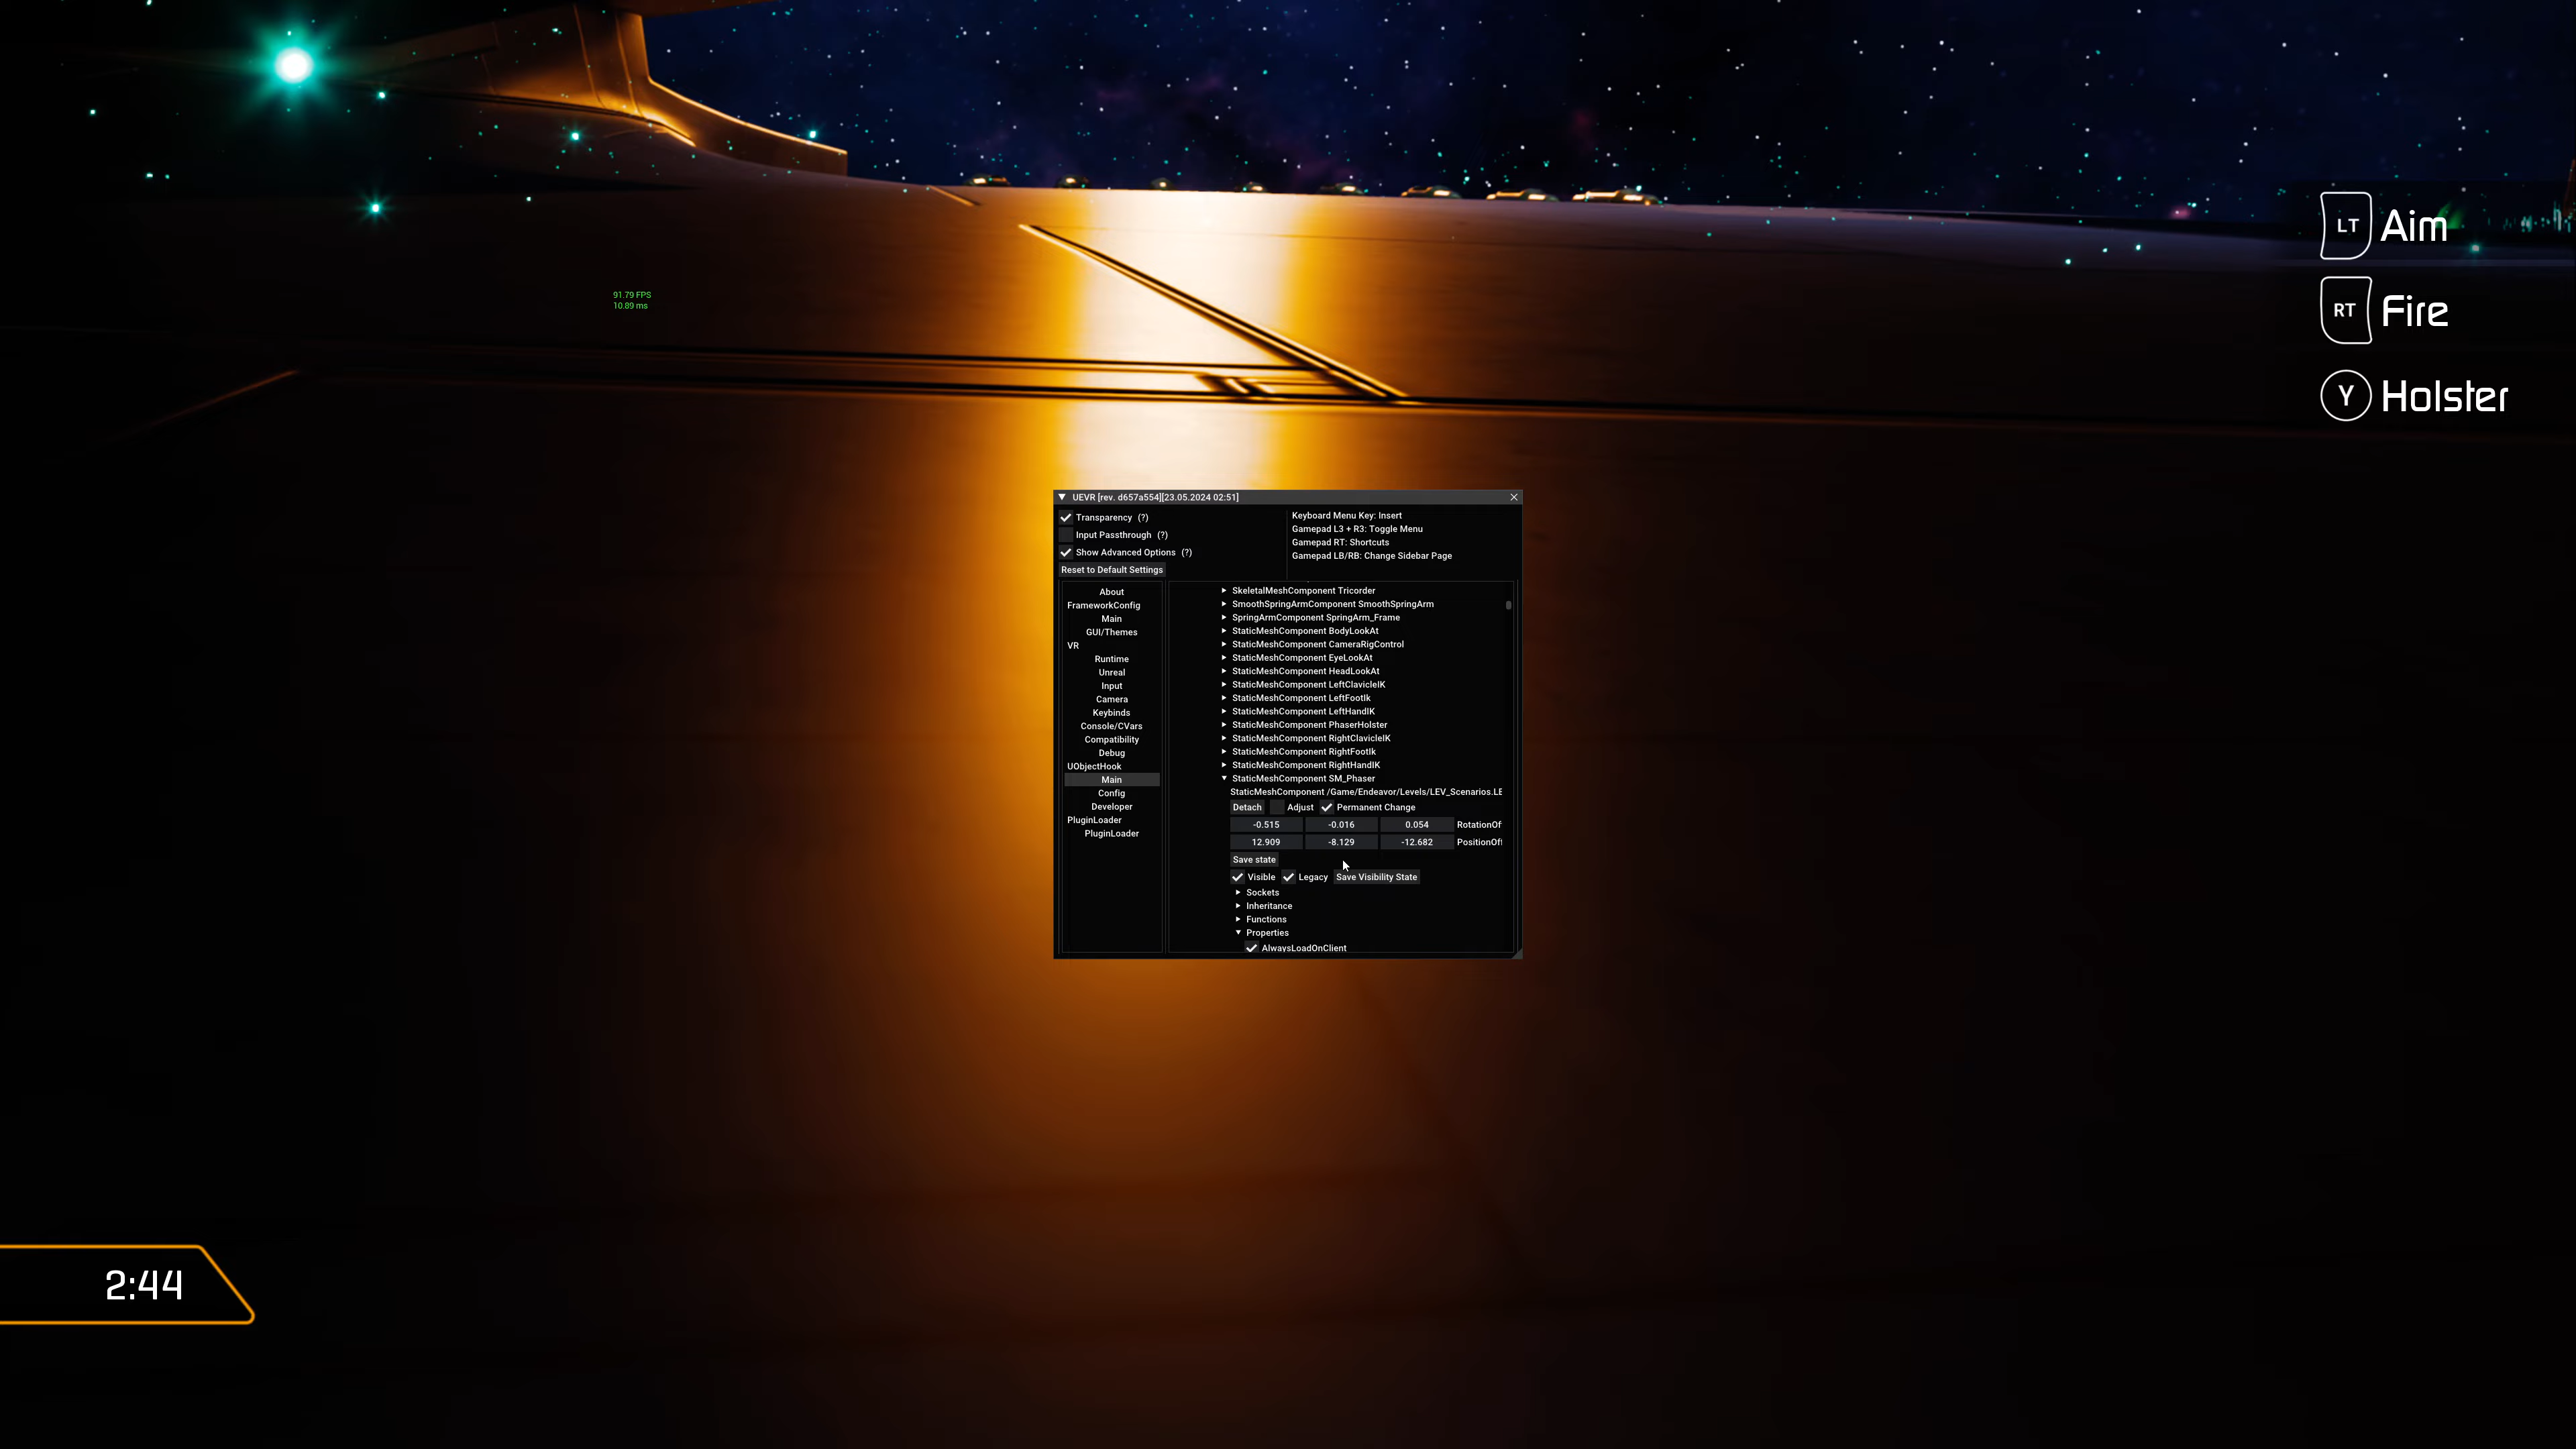 LT Aim
91.79 FPS
10.89 ms
RT Fire
Y Holster
UEVR [rev. d657a554][23.05.2024 02:51]
Transparency (?)
Input Passthrough (?)
Show Advanced Options (?)
Reset to Default Settings
Keyboard Menu Key: Insert
Gamepad L3 + R3: Toggle Menu
Gamepad RT: Shortcuts
Gamepad LB/RB: Change Sidebar Page
About
FrameworkConfig
Main
GUI/Themes
VR
Runtime
Unreal
Input
Camera
Keybinds
Console/CVars
Compatibility
Debug
UObjectHook
Main
Config
Developer
PluginLoader
PluginLoader
SkeletalMeshComponent Tricorder
SmoothSpringArmComponent SmoothSpringArm
SpringArmComponent SpringArm_Frame
StaticMeshComponent BodyLookAt
StaticMeshComponent CameraRigControl
StaticMeshComponent EyeLookAt
StaticMeshComponent HeadLookAt
StaticMeshComponent LeftClavicleIK
StaticMeshComponent LeftFootIk
StaticMeshComponent LeftHandIK
StaticMeshComponent PhaserHolster
StaticMeshComponent RightClavicleIK
StaticMeshComponent RightFootIk
StaticMeshComponent RightHandIK
StaticMeshComponent SM_Phaser
StaticMeshComponent /Game/Endeavor/Levels/LEV_Scenarios.LE
Detach Adjust Permanent Change
-0.515 -0.016 0.054 RotationOf
12.909 -8.129 -12.682 PositionOf
Save state
Visible Legacy Save Visibility State
Sockets
Inheritance
Functions
Properties
AlwaysLoadOnClient
2:44